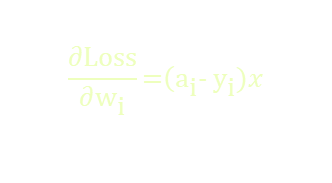 ∂Loss/∂wᵢ = (aᵢ - yᵢ)x